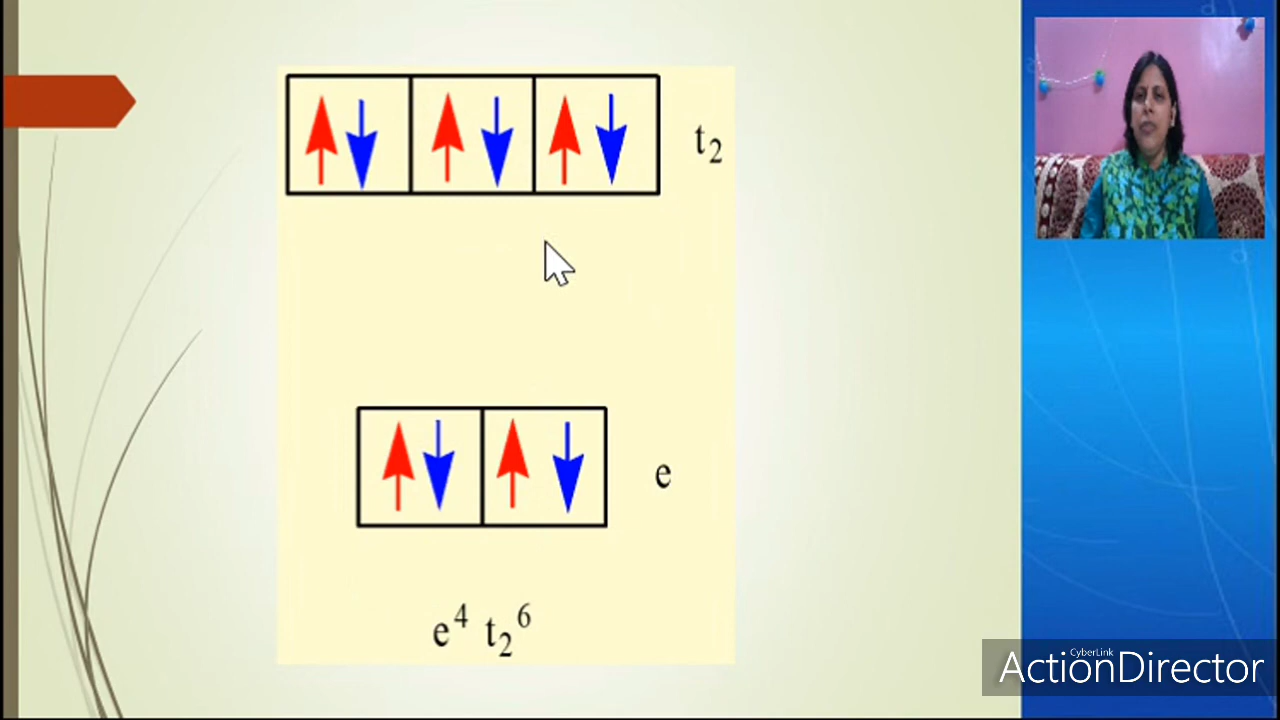 t₂
e
e⁴ t₂⁶
CyberLink
ActionDirector